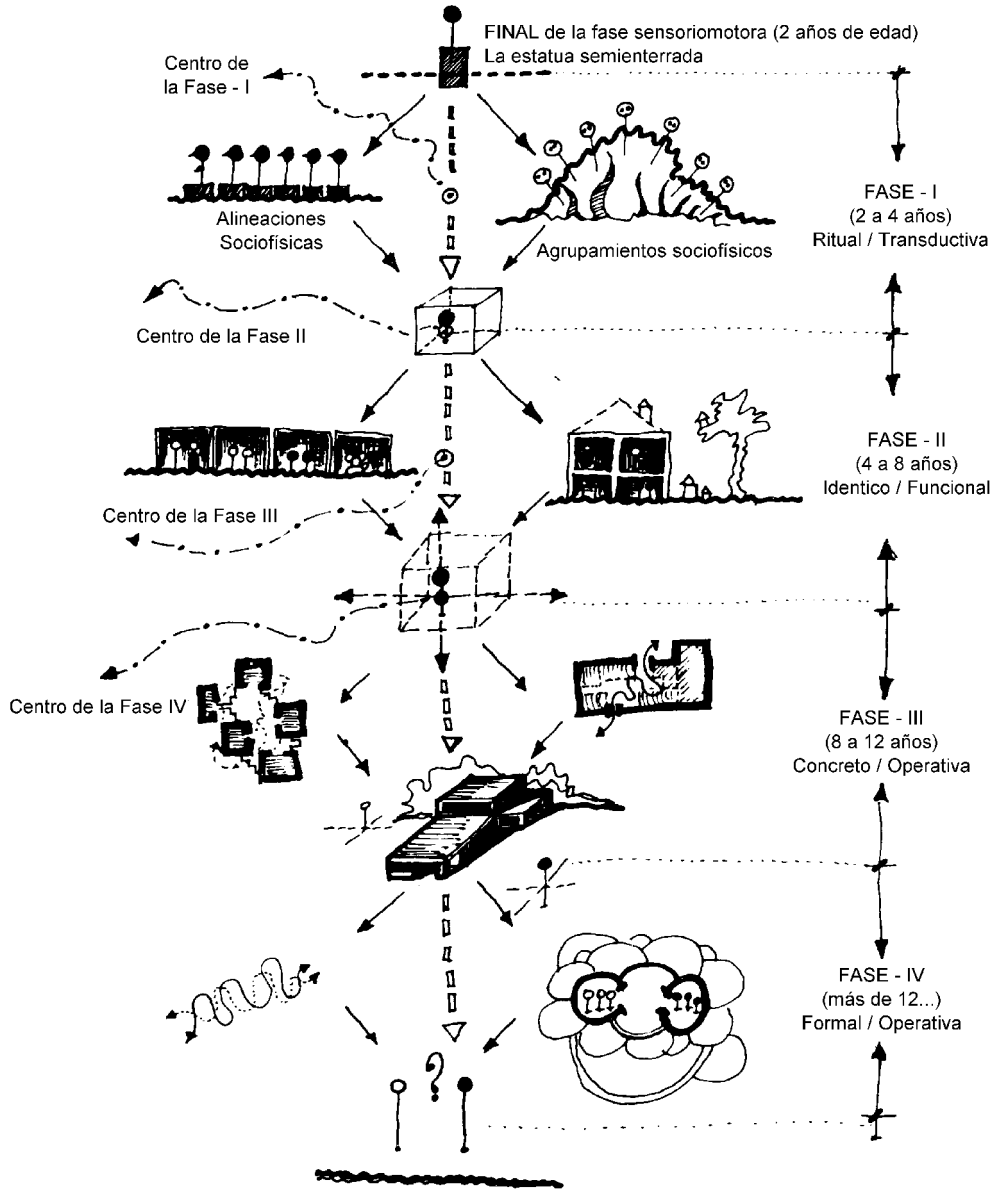 FINAL de la fase sensoriomotora (2 años de edad)
La estatua semienterrada
Centro de
la Fase - I
Alineaciones
Sociofísicas
Agrupamientos sociofísicos
FASE - I
(2 a 4 años)
Ritual / Transductiva
Centro de la Fase II
FASE - II
(4 a 8 años)
Identico / Funcional
Centro de la Fase III
Centro de la Fase IV
FASE - III
(8 a 12 años)
Concreto / Operativa
FASE - IV
(más de 12...)
Formal / Operativa
?